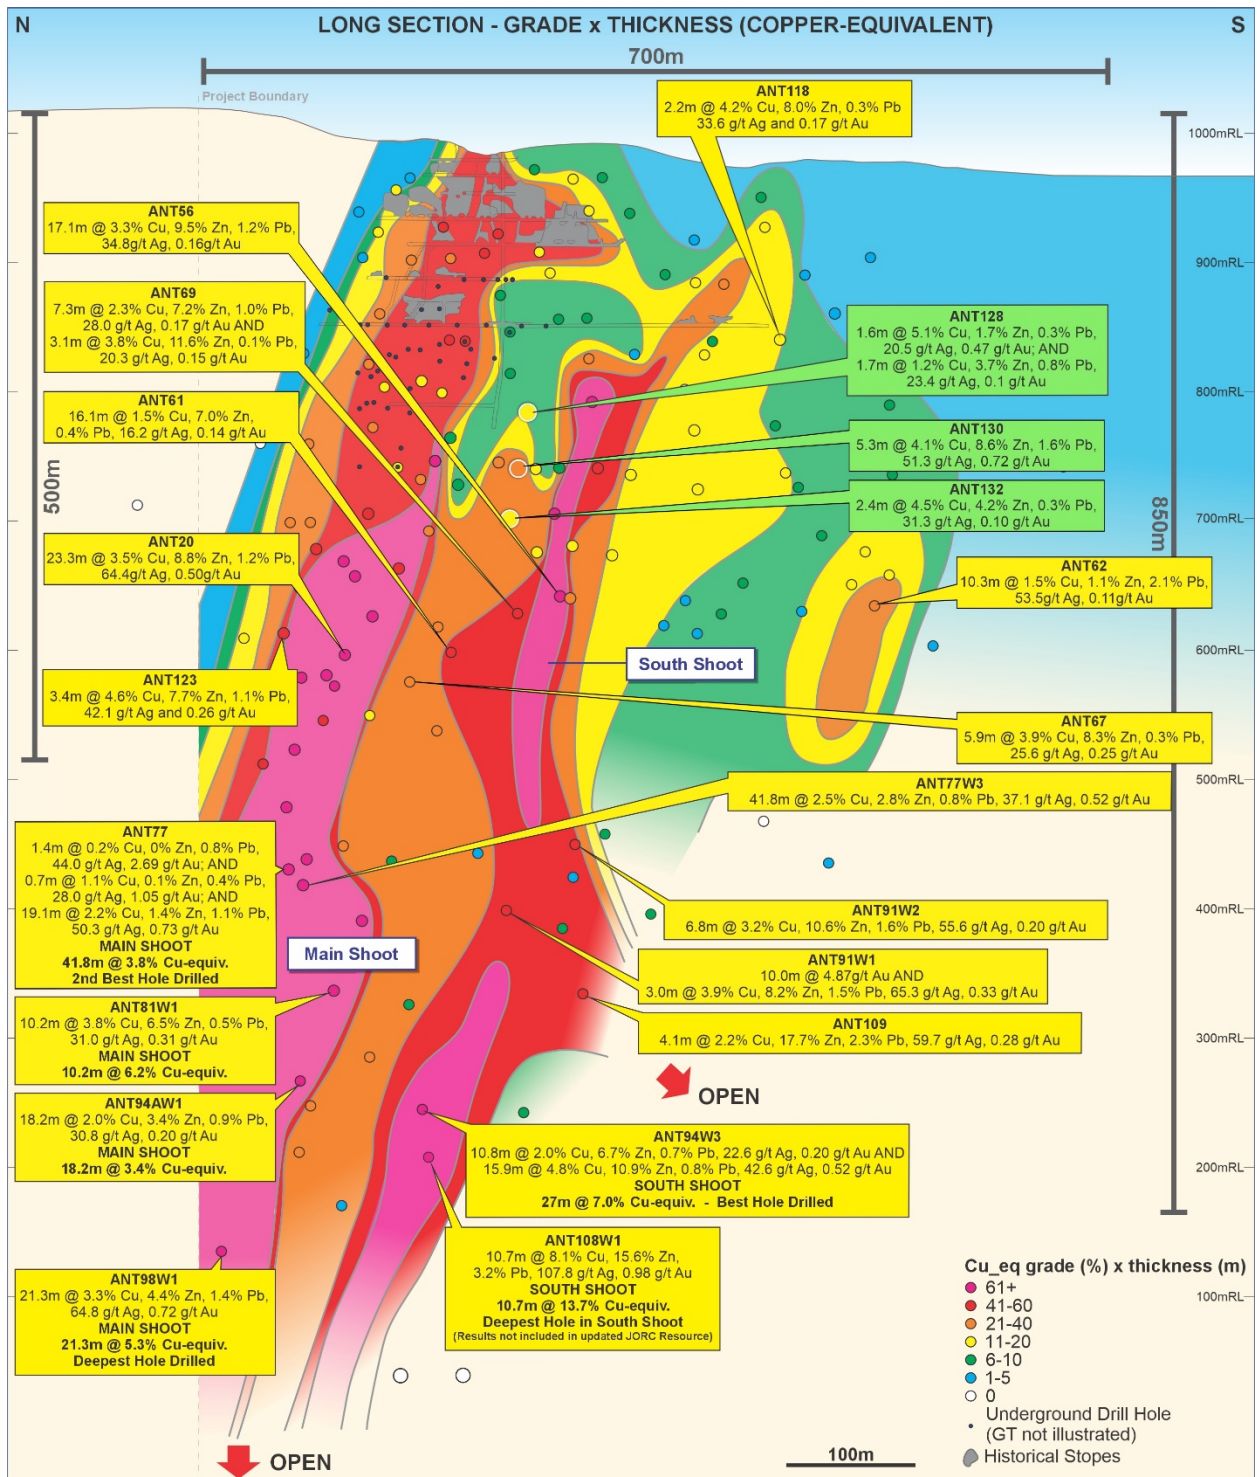 N
LONG SECTION - GRADE x THICKNESS (COPPER-EQUIVALENT)
S
700m
Project Boundary
ANT118
2.2m @ 4.2% Cu, 8.0% Zn, 0.3% Pb
33.6 g/t Ag and 0.17 g/t Au
1000mRL
900mRL
800mRL
700mRL
600mRL
500mRL
400mRL
300mRL
200mRL
100mRL
500m
850m
ANT56
17.1m @ 3.3% Cu, 9.5% Zn, 1.2% Pb,
34.8g/t Ag, 0.16g/t Au
ANT69
7.3m @ 2.3% Cu, 7.2% Zn, 1.0% Pb,
28.0 g/t Ag, 0.17 g/t Au AND
3.1m @ 3.8% Cu, 11.6% Zn, 0.1% Pb,
20.3 g/t Ag, 0.15 g/t Au
ANT61
16.1m @ 1.5% Cu, 7.0% Zn,
0.4% Pb, 16.2 g/t Ag, 0.14 g/t Au
ANT20
23.3m @ 3.5% Cu, 8.8% Zn, 1.2% Pb,
64.4g/t Ag, 0.50g/t Au
ANT123
3.4m @ 4.6% Cu, 7.7% Zn, 1.1% Pb,
42.1 g/t Ag and 0.26 g/t Au
ANT128
1.6m @ 5.1% Cu, 1.7% Zn, 0.3% Pb,
20.5 g/t Ag, 0.47 g/t Au; AND
1.7m @ 1.2% Cu, 3.7% Zn, 0.8% Pb,
23.4 g/t Ag, 0.1 g/t Au
ANT130
5.3m @ 4.1% Cu, 8.6% Zn, 1.6% Pb,
51.3 g/t Ag, 0.72 g/t Au
ANT132
2.4m @ 4.5% Cu, 4.2% Zn, 0.3% Pb,
31.3 g/t Ag, 0.10 g/t Au
ANT62
10.3m @ 1.5% Cu, 1.1% Zn, 2.1% Pb,
53.5g/t Ag, 0.11g/t Au
South Shoot
ANT67
5.9m @ 3.9% Cu, 8.3% Zn, 0.3% Pb,
25.6 g/t Ag, 0.25 g/t Au
ANT77W3
41.8m @ 2.5% Cu, 2.8% Zn, 0.8% Pb, 37.1 g/t Ag, 0.52 g/t Au
ANT77
1.4m @ 0.2% Cu, 0% Zn, 0.8% Pb,
44.0 g/t Ag, 2.69 g/t Au; AND
0.7m @ 1.1% Cu, 0.1% Zn, 0.4% Pb,
28.0 g/t Ag, 1.05 g/t Au; AND
19.1m @ 2.2% Cu, 1.4% Zn, 1.1% Pb,
50.3 g/t Ag, 0.73 g/t Au
MAIN SHOOT
41.8m @ 3.8% Cu-equiv.
2nd Best Hole Drilled
Main Shoot
ANT91W2
6.8m @ 3.2% Cu, 10.6% Zn, 1.6% Pb, 55.6 g/t Ag, 0.20 g/t Au
ANT91W1
10.0m @ 4.87g/t Au AND
3.0m @ 3.9% Cu, 8.2% Zn, 1.5% Pb, 65.3 g/t Ag, 0.33 g/t Au
ANT109
4.1m @ 2.2% Cu, 17.7% Zn, 2.3% Pb, 59.7 g/t Ag, 0.28 g/t Au
OPEN
ANT81W1
10.2m @ 3.8% Cu, 6.5% Zn, 0.5% Pb,
31.0 g/t Ag, 0.31 g/t Au
MAIN SHOOT
10.2m @ 6.2% Cu-equiv.
ANT94AW1
18.2m @ 2.0% Cu, 3.4% Zn, 0.9% Pb,
30.8 g/t Ag, 0.20 g/t Au
MAIN SHOOT
18.2m @ 3.4% Cu-equiv.
ANT94W3
10.8m @ 2.0% Cu, 6.7% Zn, 0.7% Pb, 22.6 g/t Ag, 0.20 g/t Au AND
15.9m @ 4.8% Cu, 10.9% Zn, 0.8% Pb, 42.6 g/t Ag, 0.52 g/t Au
SOUTH SHOOT
27m @ 7.0% Cu-equiv. - Best Hole Drilled
ANT108W1
10.7m @ 8.1% Cu, 15.6% Zn,
3.2% Pb, 107.8 g/t Ag, 0.98 g/t Au
SOUTH SHOOT
10.7m @ 13.7% Cu-equiv.
Deepest Hole in South Shoot
(Results not included in updated JORC Resource)
ANT98W1
21.3m @ 3.3% Cu, 4.4% Zn, 1.4% Pb,
64.8 g/t Ag, 0.72 g/t Au
MAIN SHOOT
21.3m @ 5.3% Cu-equiv.
Deepest Hole Drilled
OPEN
Cu_eq grade (%) x thickness (m)
61+
41-60
21-40
11-20
6-10
1-5
0
Underground Drill Hole
(GT not illustrated)
Historical Stopes
100m